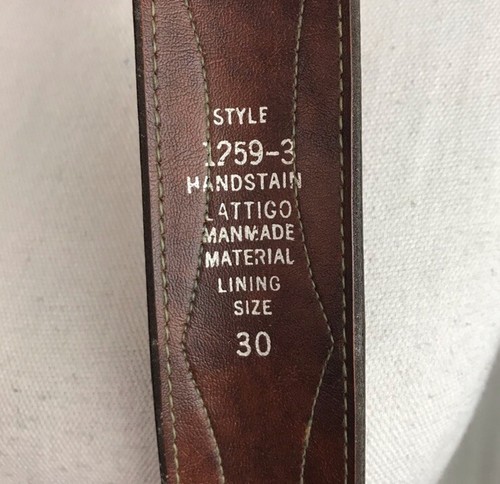 STYLE
1259-3
HANDSTAIN
LATTIGO
MANMADE
MATERIAL
LINING
SIZE
30